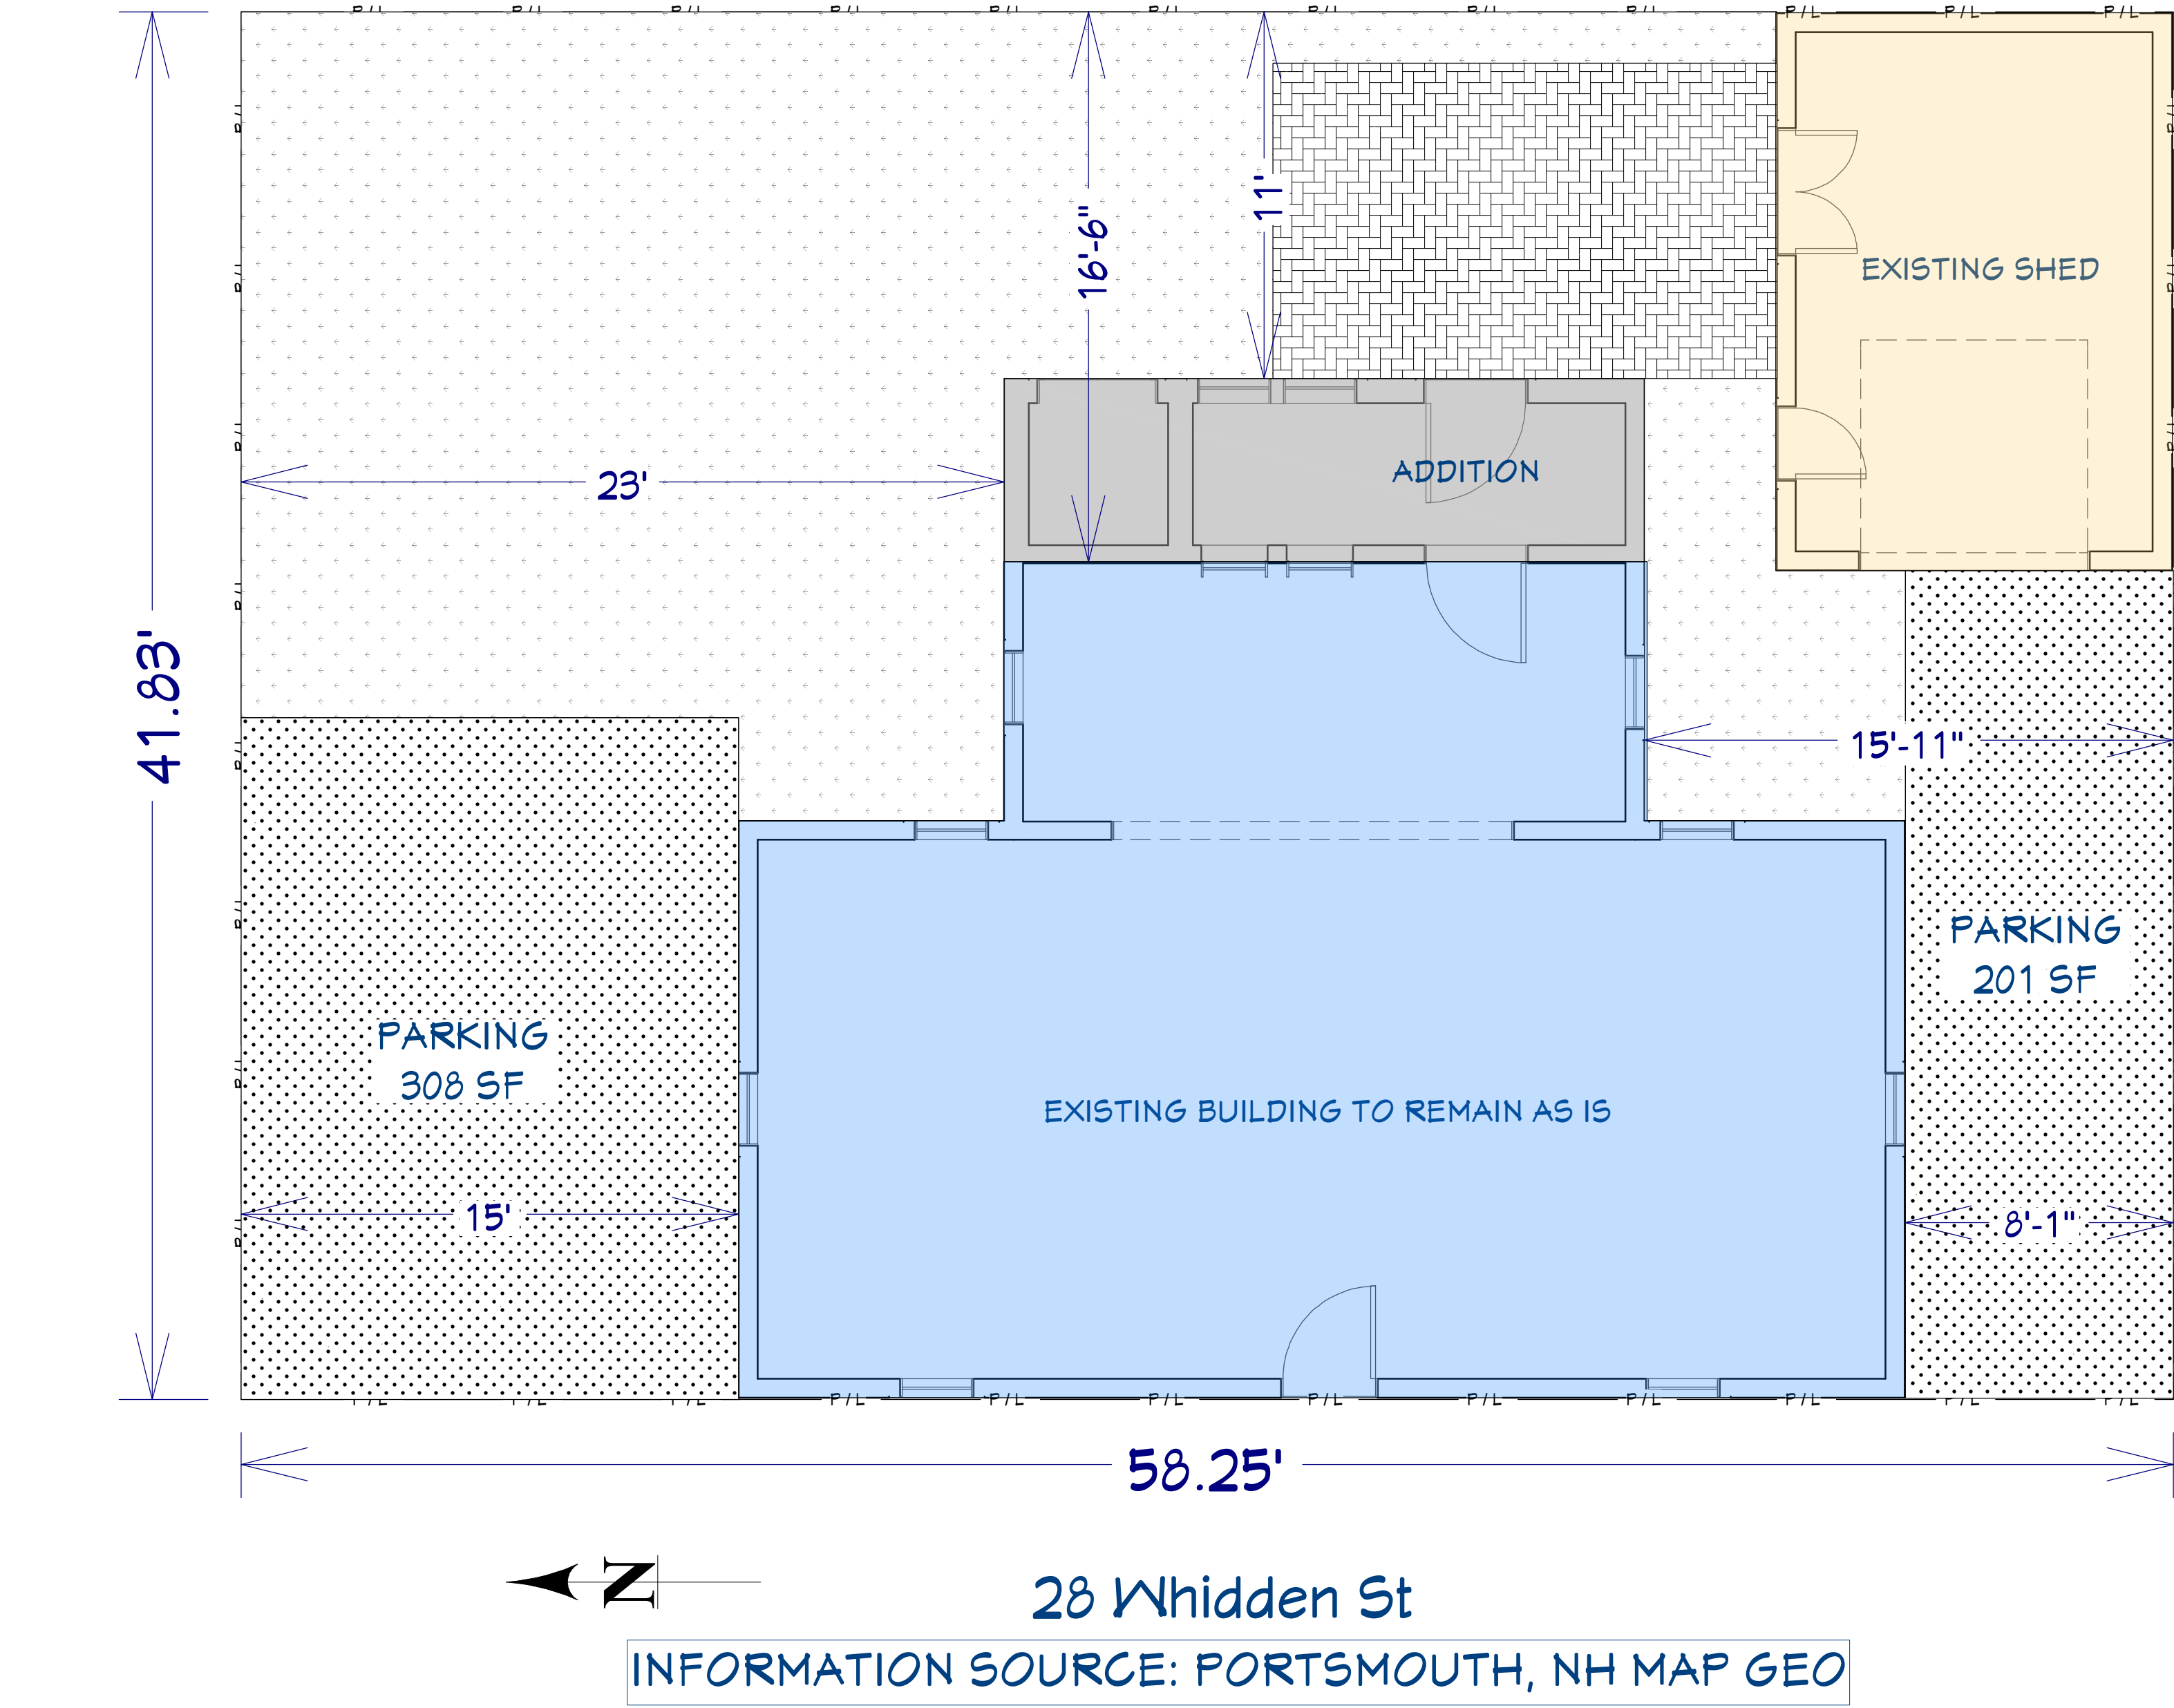 11'
16'-6"
EXISTING SHED
ADDITION
23'
41.83'
15'-11"
PARKING
201 SF
PARKING
308 SF
EXISTING BUILDING TO REMAIN AS IS
15'
8'-1"
58.25'
N
28 Whidden St
INFORMATION SOURCE: PORTSMOUTH, NH MAP GEO